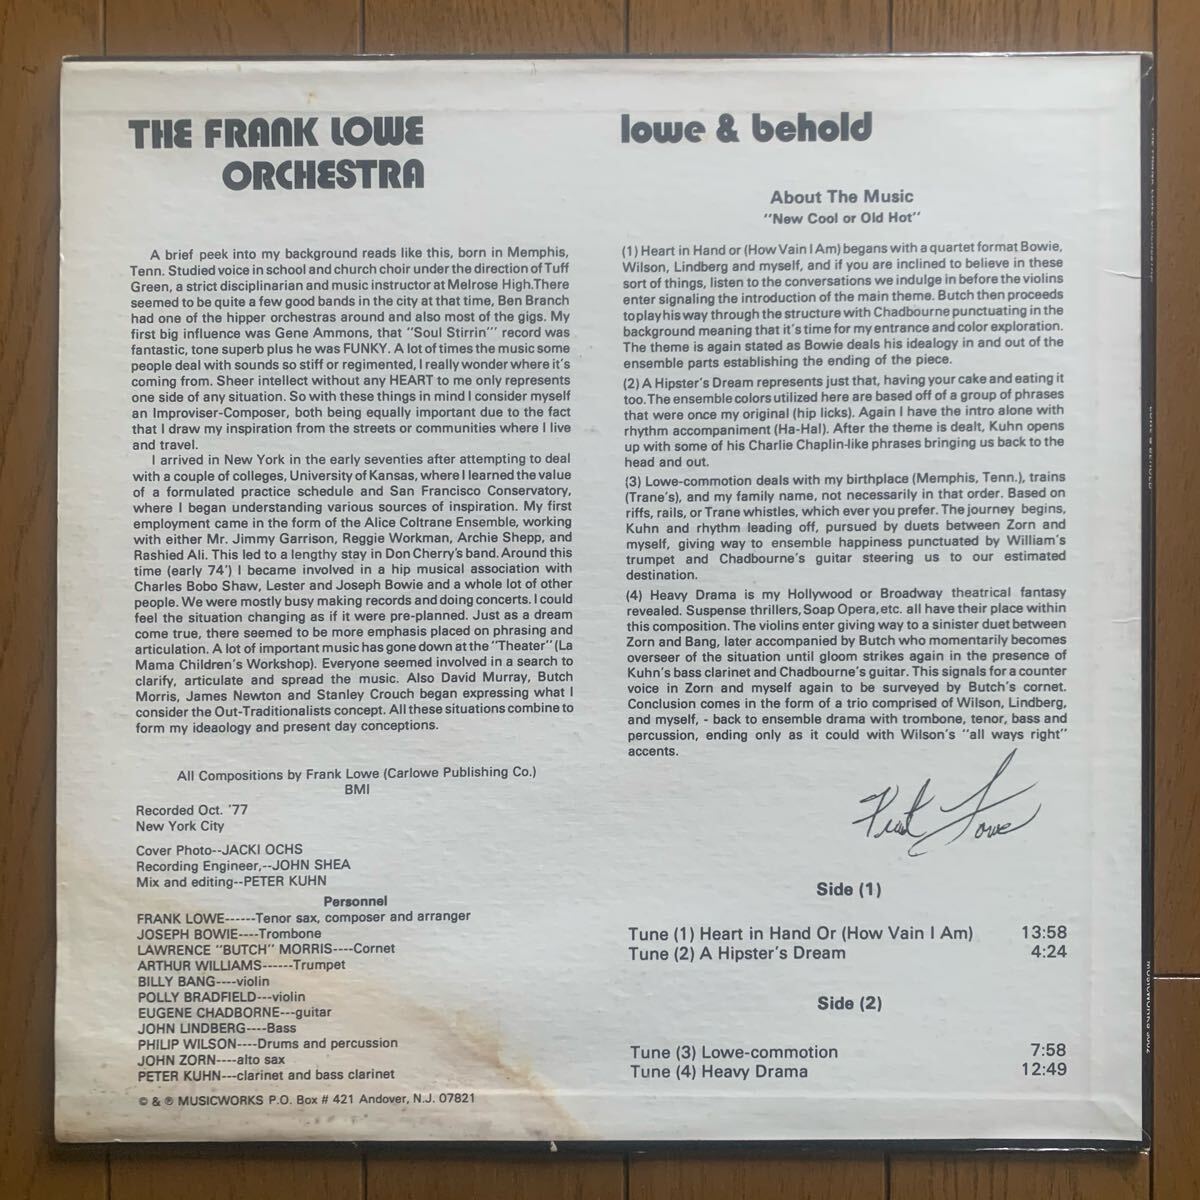 THE FRANK LOWE
ORCHESTRA
A brief peek into my background reads like this, born in Memphis,
Tenn. Studied voice in school and church choir under the direction of Tuff
Green, a strict disciplinarian and music instructor at Melrose High.There
seemed to be quite a few good bands in the city at that time, Ben Branch
had one of the hipper orchestras around and also most of the gigs. My
first big influence was Gene Ammons, that "Soul Stirrin'" record was
fantastic, tone superb plus he was FUNKY. A lot of times the music some
people deal with sounds so stiff or regimented, I really wonder where it's
coming from. Sheer intellect without any HEART to me only represents
one side of any situation. So with these things in mind I consider myself
an Improviser-Composer, both being equally important due to the fact
that I draw my inspiration from the streets or communities where I live
and travel.
I arrived in New York in the early seventies after attempting to deal
with a couple of colleges, University of Kansas, where I learned the value
of a formulated practice schedule and San Francisco Conservatory,
where I began understanding various sources of inspiration. My first
employment came in the form of the Alice Coltrane Ensemble, working
with either Mr. Jimmy Garrison, Reggie Workman, Archie Shepp, and
Rashied Ali. This led to a lengthy stay in Don Cherry's band. Around this
time (early 74') I became involved in a hip musical association with
Charles Bobo Shaw, Lester and Joseph Bowie and a whole lot of other
people. We were mostly busy making records and doing concerts. I could
feel the situation changing as if it were pre-planned. Just as a dream
come true, there seemed to be more emphasis placed on phrasing and
articulation. A lot of important music has gone down at the "Theater" (La
Mama Children's Workshop). Everyone seemed involved in a search to
clarify, articulate and spread the music. Also David Murray, Butch
Morris, James Newton and Stanley Crouch began expressing what I
consider the Out-Traditionalists concept. All these situations combine to
form my ideaology and present day conceptions.
All Compositions by Frank Lowe (Carlowe Publishing Co.)
BMI
Recorded Oct. '77
New York City
Cover Photo--JACKI OCHS
Recording Engineer,--JOHN SHEA
Mix and editing--PETER KUHN
Personnel
FRANK LOWE------Tenor sax, composer and arranger
JOSEPH BOWIE----Trombone
LAWRENCE "BUTCH" MORRIS----Cornet
ARTHUR WILLIAMS------Trumpet
BILLY BANG----violin
POLLY BRADFIELD---violin
EUGENE CHADBORNE---guitar
JOHN LINDBERG----Bass
PHILIP WILSON----Drums and percussion
JOHN ZORN----alto sax
PETER KUHN---clarinet and bass clarinet
© & ℗ MUSICWORKS P.O. Box # 421 Andover, N.J. 07821
lowe & behold
About The Music
"New Cool or Old Hot"
(1) Heart in Hand or (How Vain I Am) begans with a quartet format Bowie,
Wilson, Lindberg and myself, and if you are inclined to believe in these
sort of things, listen to the conversations we indulge in before the violins
enter signaling the introduction of the main theme. Butch then proceeds
to play his way through the structure with Chadbourne punctuating in the
background meaning that it's time for my entrance and color exploration.
The theme is again stated as Bowie deals his idealogy in and out of the
ensemble parts establishing the ending of the piece.
(2) A Hipster's Dream represents just that, having your cake and eating it
too. The ensemble colors utilized here are based off of a group of phrases
that were once my original (hip licks). Again I have the intro alone with
rhythm accompaniment (Ha-Ha!). After the theme is dealt, Kuhn opens
up with some of his Charlie Chaplin-like phrases bringing us back to the
head and out.
(3) Lowe-commotion deals with my birthplace (Memphis, Tenn.), trains
(Trane's), and my family name, not necessarily in that order. Based on
riffs, rails, or Trane whistles, which ever you prefer. The journey begins,
Kuhn and rhythm leading off, pursued by duets between Zorn and
myself, giving way to ensemble happiness punctuated by William's
trumpet and Chadbourne's guitar steering us to our estimated
destination.
(4) Heavy Drama is my Hollywood or Broadway theatrical fantasy
revealed. Suspense thrillers, Soap Opera, etc. all have their place within
this composition. The violins enter giving way to a sinister duet between
Zorn and Bang, later accompanied by Butch who momentarily becomes
overseer of the situation until gloom strikes again in the presence of
Kuhn's bass clarinet and Chadbourne's guitar. This signals for a counter
voice in Zorn and myself again to be surveyed by Butch's cornet.
Conclusion comes in the form of a trio comprised of Wilson, Lindberg,
and myself, - back to ensemble drama with trombone, tenor, bass and
percussion, ending only as it could with Wilson's "all ways right"
accents.
Frank Lowe
Side (1)
Tune (1) Heart in Hand Or (How Vain I Am) 13:58
Tune (2) A Hipster's Dream 4:24
Side (2)
Tune (3) Lowe-commotion 7:58
Tune (4) Heavy Drama 12:49